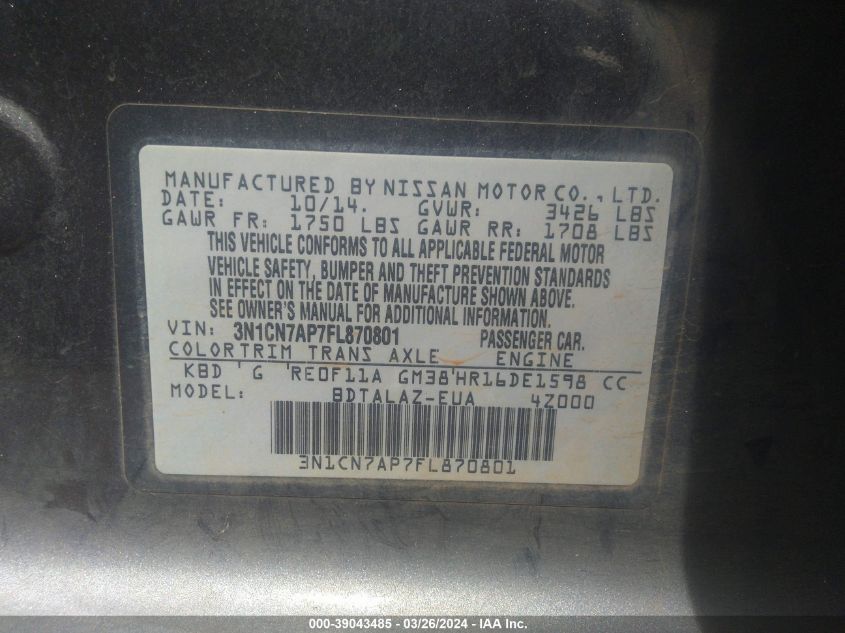 MANUFACTURED BY NISSAN MOTOR CO., LTD.
DATE: 10/14. GVWR: 3426 LBS
GAWR FR: 1750 LBS GAWR RR: 1708 LBS
THIS VEHICLE CONFORMS TO ALL APPLICABLE FEDERAL MOTOR
VEHICLE SAFETY, BUMPER AND THEFT PREVENTION STANDARDS
IN EFFECT ON THE DATE OF MANUFACTURE SHOWN ABOVE.
SEE OWNER'S MANUAL FOR ADDITIONAL INFORMATION.
VIN: 3N1CN7AP7FL870801 PASSENGER CAR.
COLOR TRIM TRANS AXLE ENGINE
KBD ' G 'RE0F11A GM38'HR16DE1598 CC
MODEL: BDTALAZ-EUA 4Z000
3N1CN7AP7FL870801
000-39043485 - 03/26/2024 - IAA Inc.